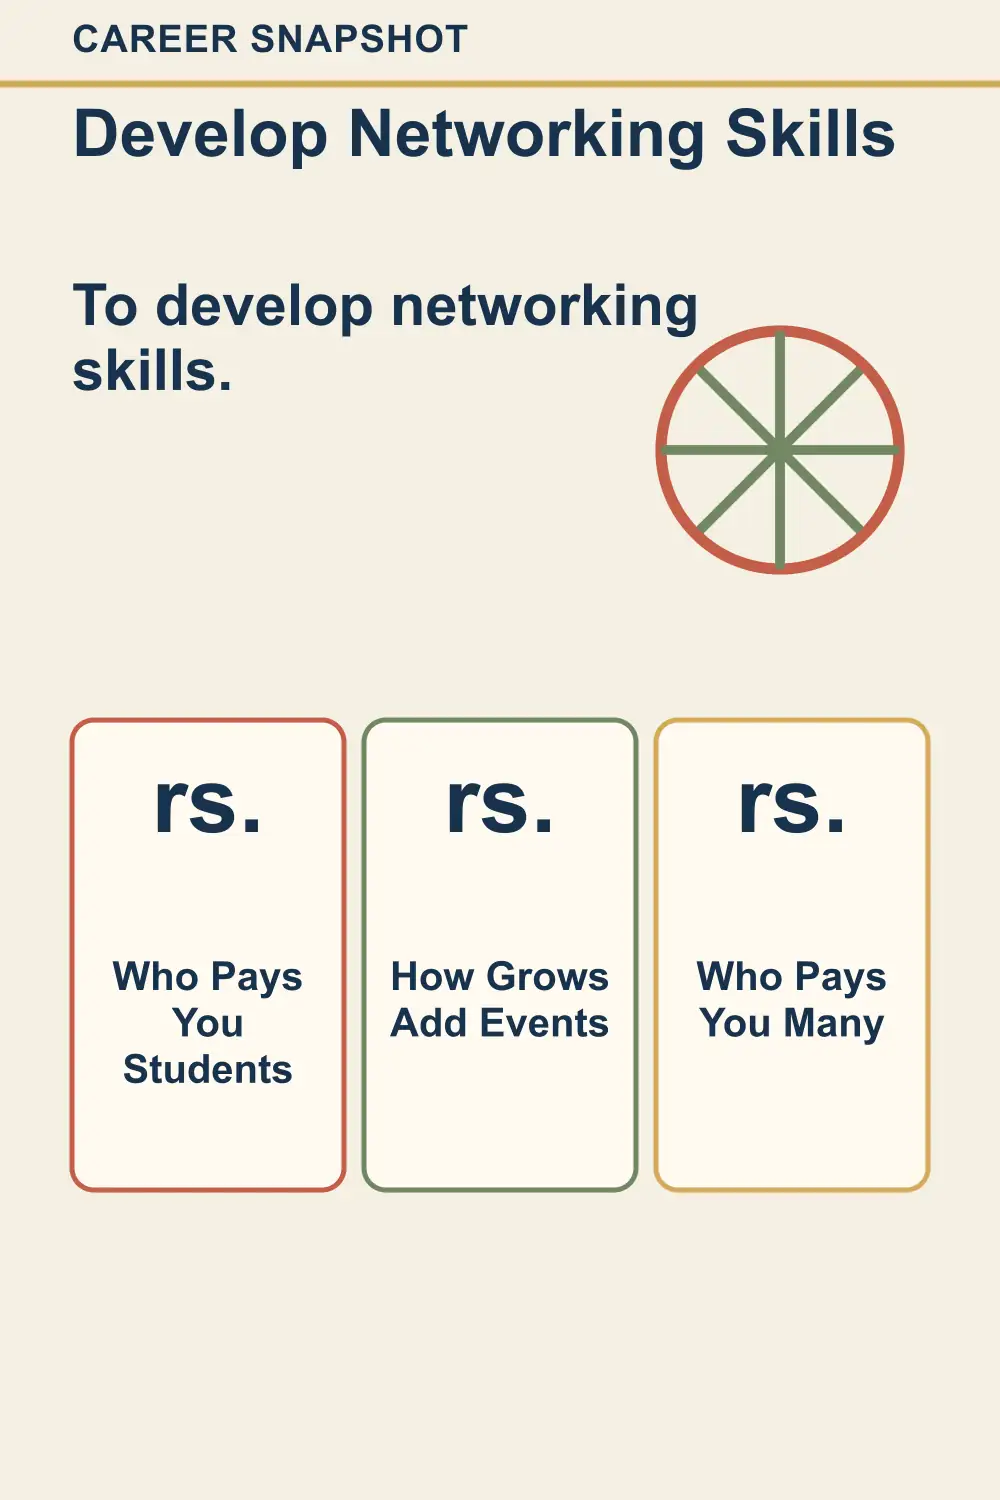 CAREER SNAPSHOT
Develop Networking Skills
To develop networking
skills.
rs.
Who Pays
You
Students
rs.
How Grows
Add Events
rs.
Who Pays
You Many